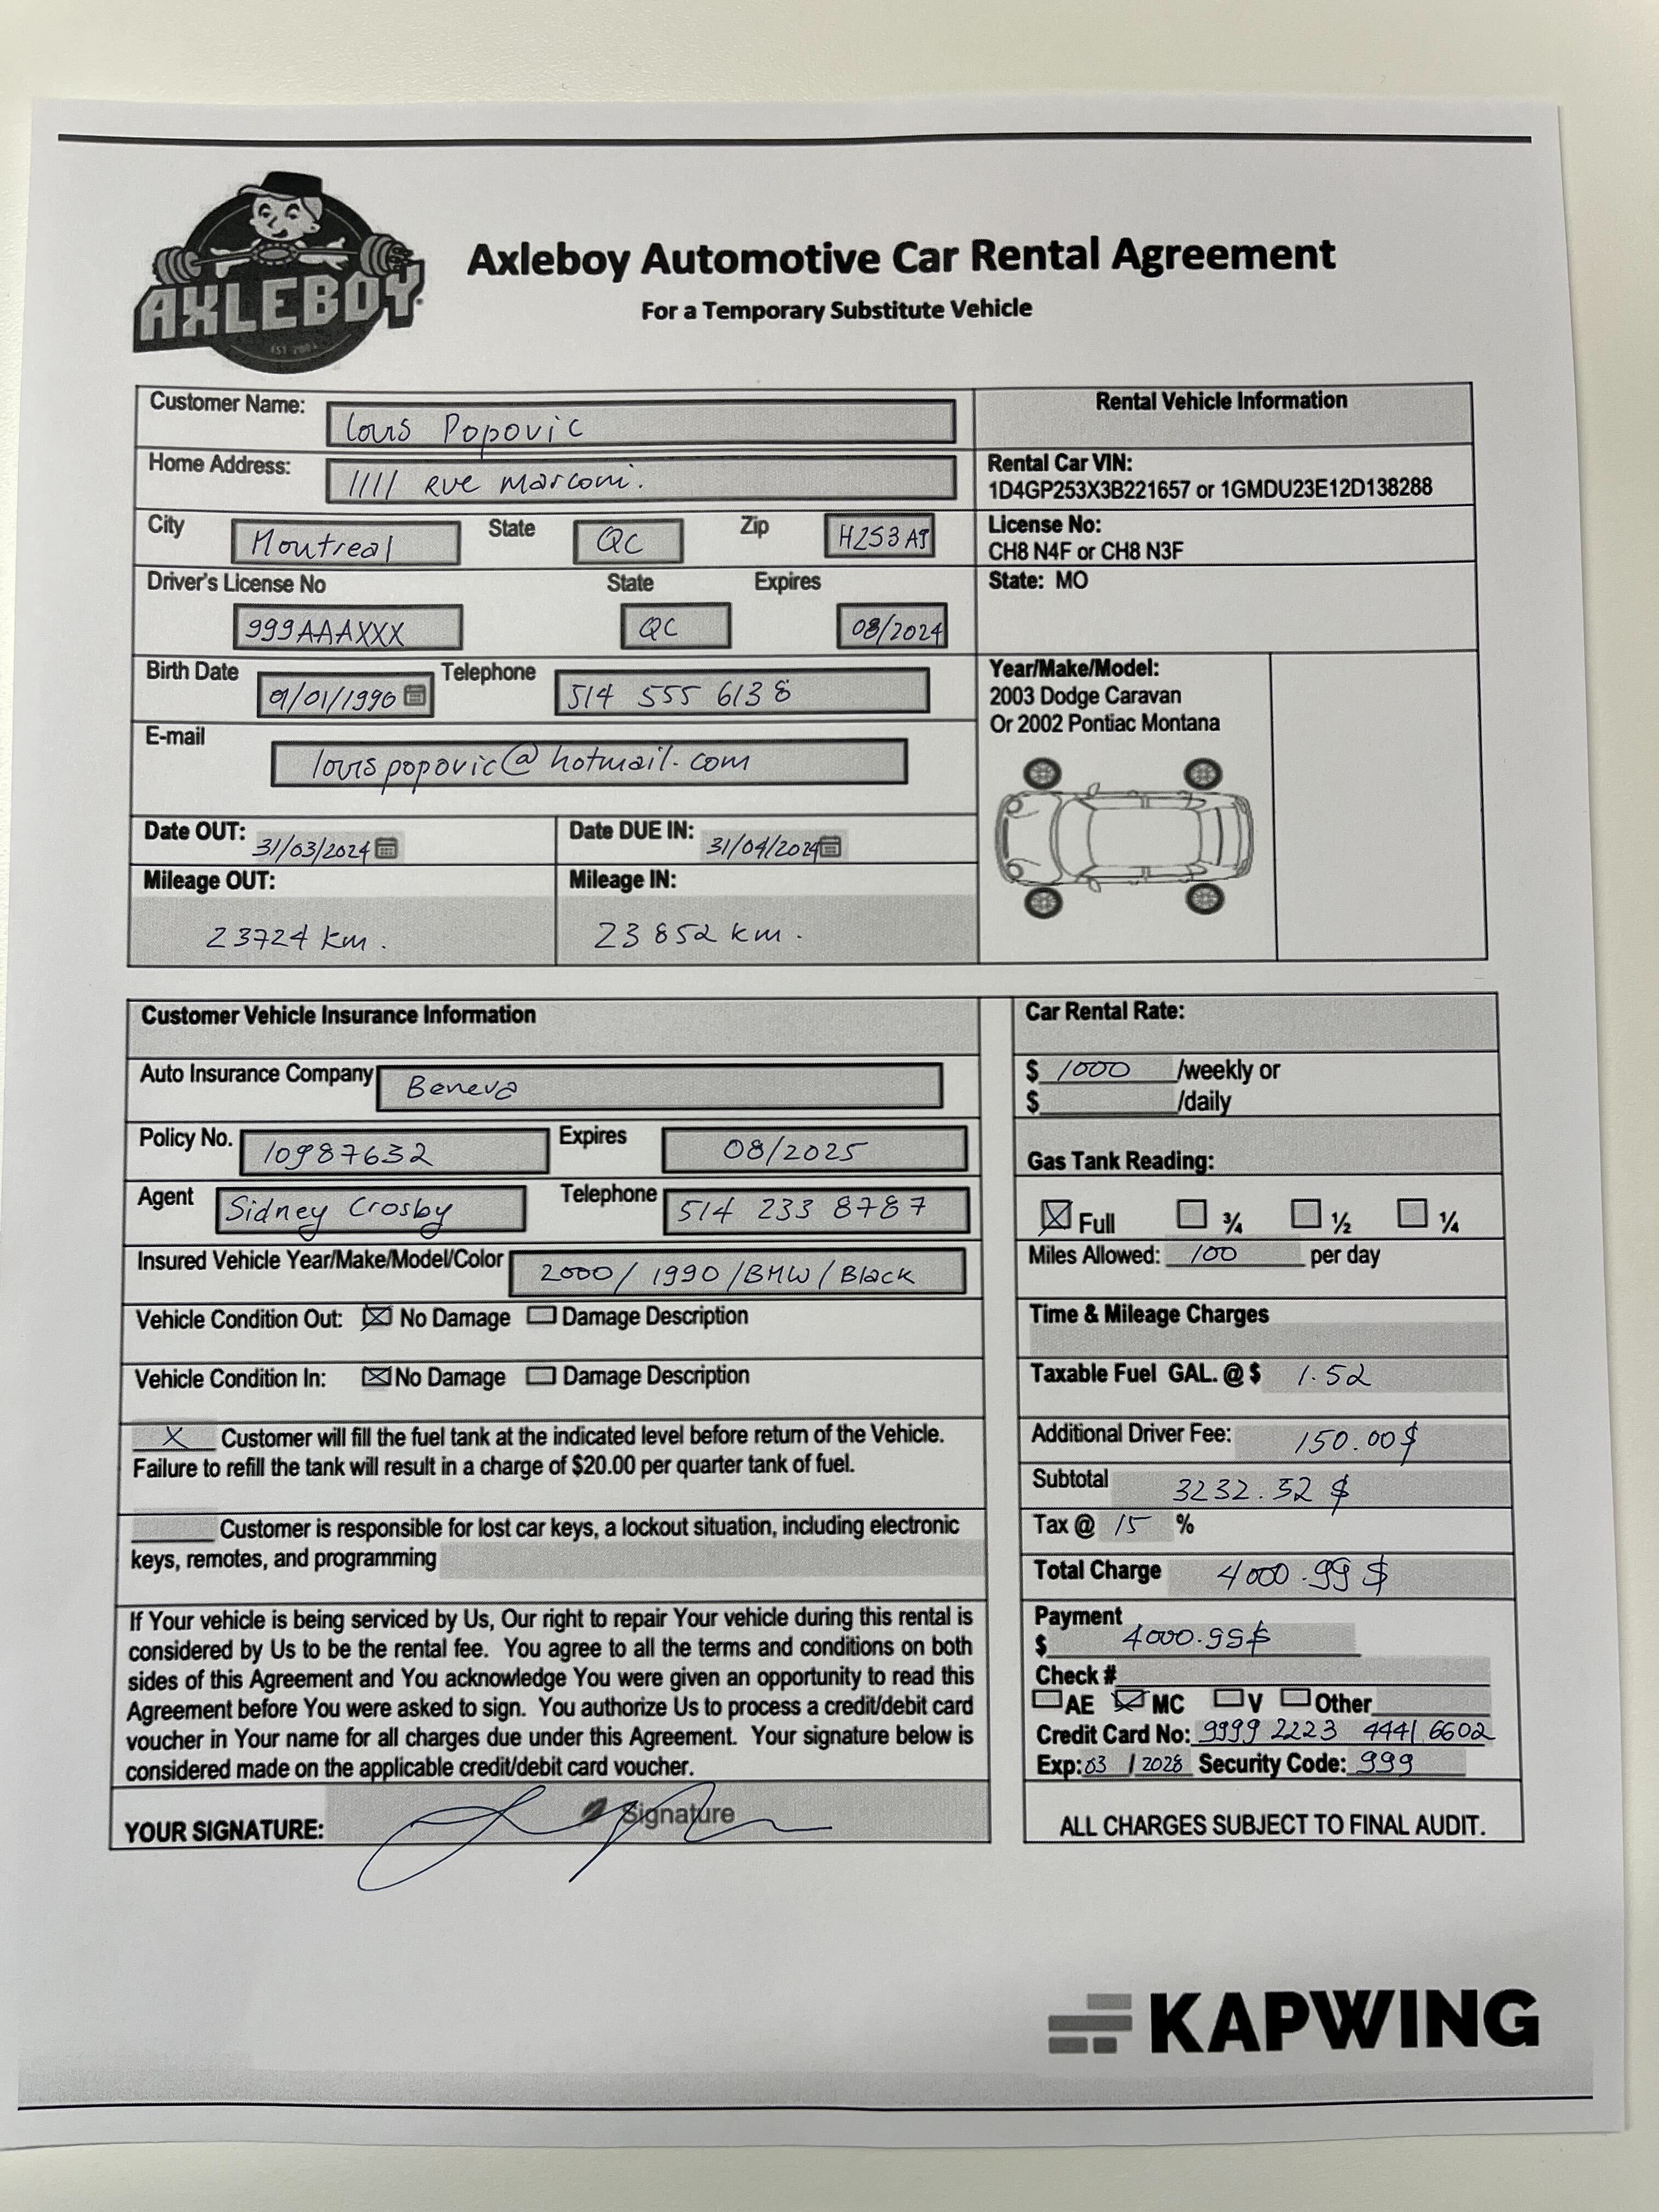 AXLEBOY
EST 2004
Axleboy Automotive Car Rental Agreement
For a Temporary Substitute Vehicle
Customer Name: Louis Popovic
Home Address: 1111 Rue Marconi.
City Montreal State QC Zip H2S3A9
Driver's License No State Expires
999AAAXXX QC 08/2024
Birth Date 01/01/1990 Telephone 514 555 6138
E-mail
louispopovic@hotmail.com
Date OUT: 31/03/2024 Date DUE IN: 31/04/2024
Mileage OUT: Mileage IN:
23724 km. 23852 km.
Rental Vehicle Information
Rental Car VIN:
1D4GP253X3B221657 or 1GMDU23E12D138288
License No:
CH8 N4F or CH8 N3F
State: MO
Year/Make/Model:
2003 Dodge Caravan
Or 2002 Pontiac Montana
Customer Vehicle Insurance Information
Auto Insurance Company Beneva
Policy No. 10987632 Expires 08/2025
Agent Sidney Crosby Telephone 514 233 8787
Insured Vehicle Year/Make/Model/Color 2000/1990/BMW/Black
Vehicle Condition Out: No Damage Damage Description
Vehicle Condition In: No Damage Damage Description
X Customer will fill the fuel tank at the indicated level before return of the Vehicle.
Failure to refill the tank will result in a charge of $20.00 per quarter tank of fuel.
Customer is responsible for lost car keys, a lockout situation, including electronic
keys, remotes, and programming
If Your vehicle is being serviced by Us, Our right to repair Your vehicle during this rental is
considered by Us to be the rental fee. You agree to all the terms and conditions on both
sides of this Agreement and You acknowledge You were given an opportunity to read this
Agreement before You were asked to sign. You authorize Us to process a credit/debit card
voucher in Your name for all charges due under this Agreement. Your signature below is
considered made on the applicable credit/debit card voucher.
YOUR SIGNATURE: Signature
Car Rental Rate:
$ 1000 /weekly or
$ /daily
Gas Tank Reading:
Full ¾ ½ ¼
Miles Allowed: 100 per day
Time & Mileage Charges
Taxable Fuel GAL. @ $ 1.52
Additional Driver Fee: 150.00$
Subtotal 3232.52 $
Tax @ 15 %
Total Charge 4000.99 $
Payment
$ 4000.99$
Check #
AE MC V Other
Credit Card No: 9999 2223 4441 6602
Exp: 03 / 2028 Security Code: 999
ALL CHARGES SUBJECT TO FINAL AUDIT.
KAPWING